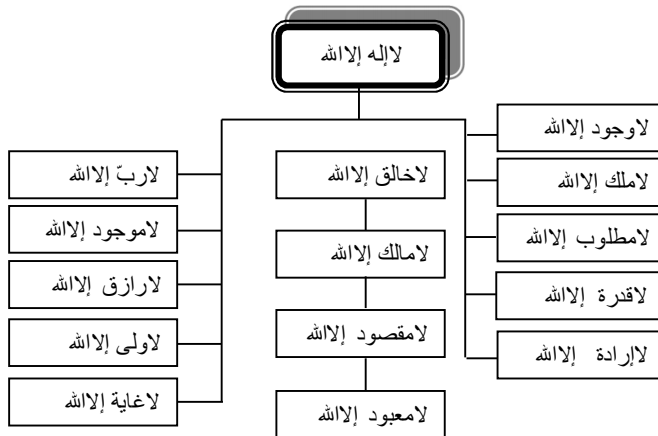 لاإله إلاالله
لاوجود إلاالله
لاملك إلاالله
لامطلوب إلاالله
لاقدرة إلاالله
لاإرادة إلاالله
لاخالق إلاالله
لامالك إلاالله
لامقصود إلاالله
لامعبود إلاالله
لاربّ إلاالله
لاموجود إلاالله
لارازق إلاالله
لاولى إلاالله
لاغاية إلاالله